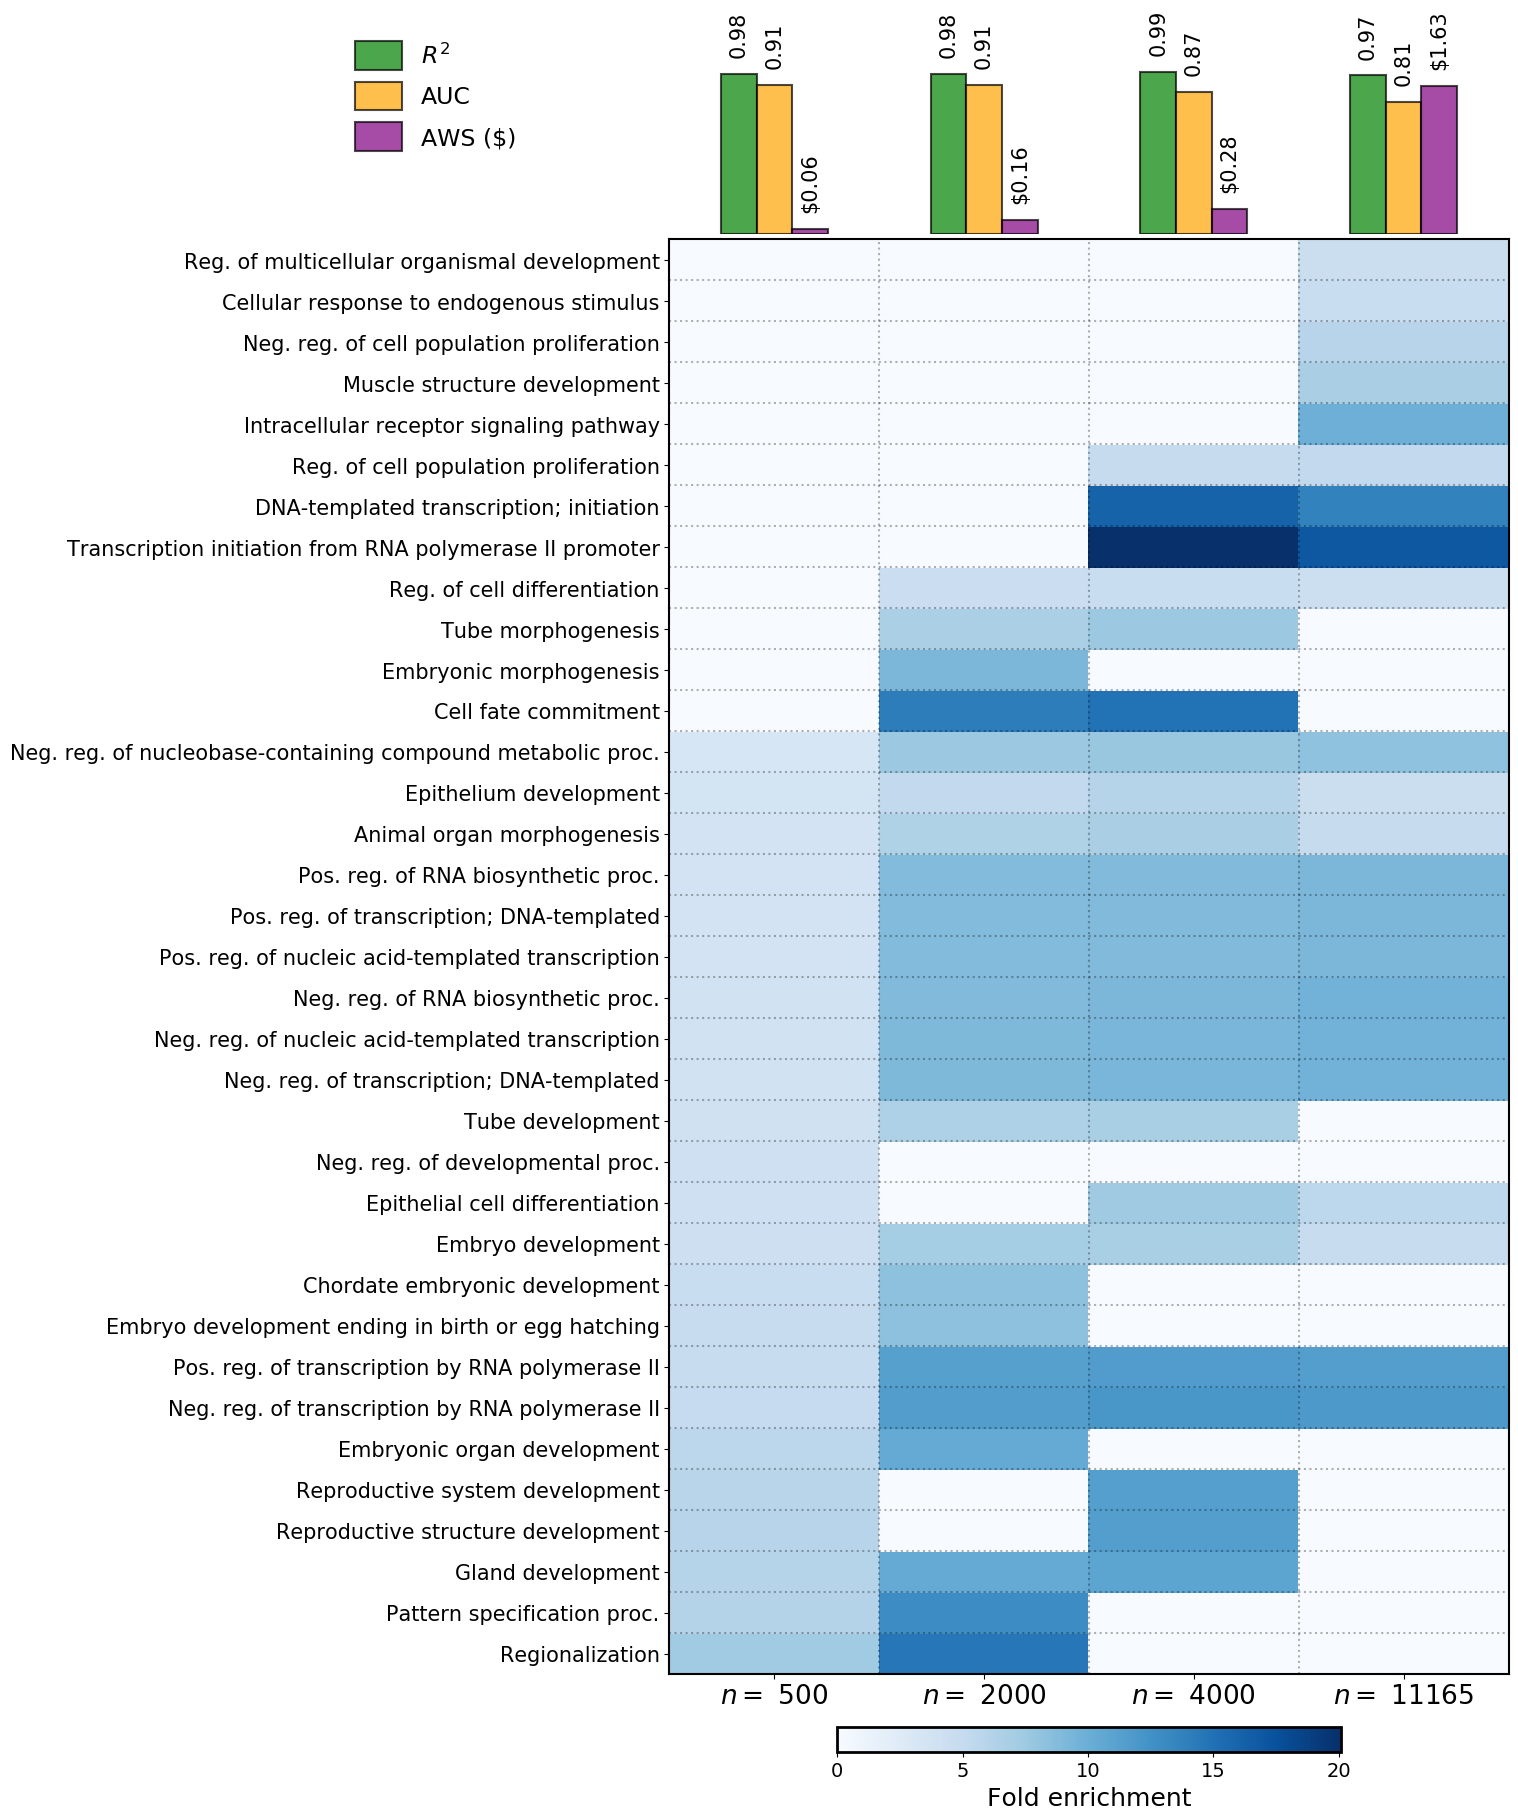 R²
AUC
AWS ($)
0.98
0.91
$0.06
0.98
0.91
$0.16
0.99
0.87
$0.28
0.97
0.81
$1.63
Reg. of multicellular organismal development
Cellular response to endogenous stimulus
Neg. reg. of cell population proliferation
Muscle structure development
Intracellular receptor signaling pathway
Reg. of cell population proliferation
DNA-templated transcription; initiation
Transcription initiation from RNA polymerase II promoter
Reg. of cell differentiation
Tube morphogenesis
Embryonic morphogenesis
Cell fate commitment
Neg. reg. of nucleobase-containing compound metabolic proc.
Epithelium development
Animal organ morphogenesis
Pos. reg. of RNA biosynthetic proc.
Pos. reg. of transcription; DNA-templated
Pos. reg. of nucleic acid-templated transcription
Neg. reg. of RNA biosynthetic proc.
Neg. reg. of nucleic acid-templated transcription
Neg. reg. of transcription; DNA-templated
Tube development
Neg. reg. of developmental proc.
Epithelial cell differentiation
Embryo development
Chordate embryonic development
Embryo development ending in birth or egg hatching
Pos. reg. of transcription by RNA polymerase II
Neg. reg. of transcription by RNA polymerase II
Embryonic organ development
Reproductive system development
Reproductive structure development
Gland development
Pattern specification proc.
Regionalization
n = 500
n = 2000
n = 4000
n = 11165
0 5 10 15 20
Fold enrichment